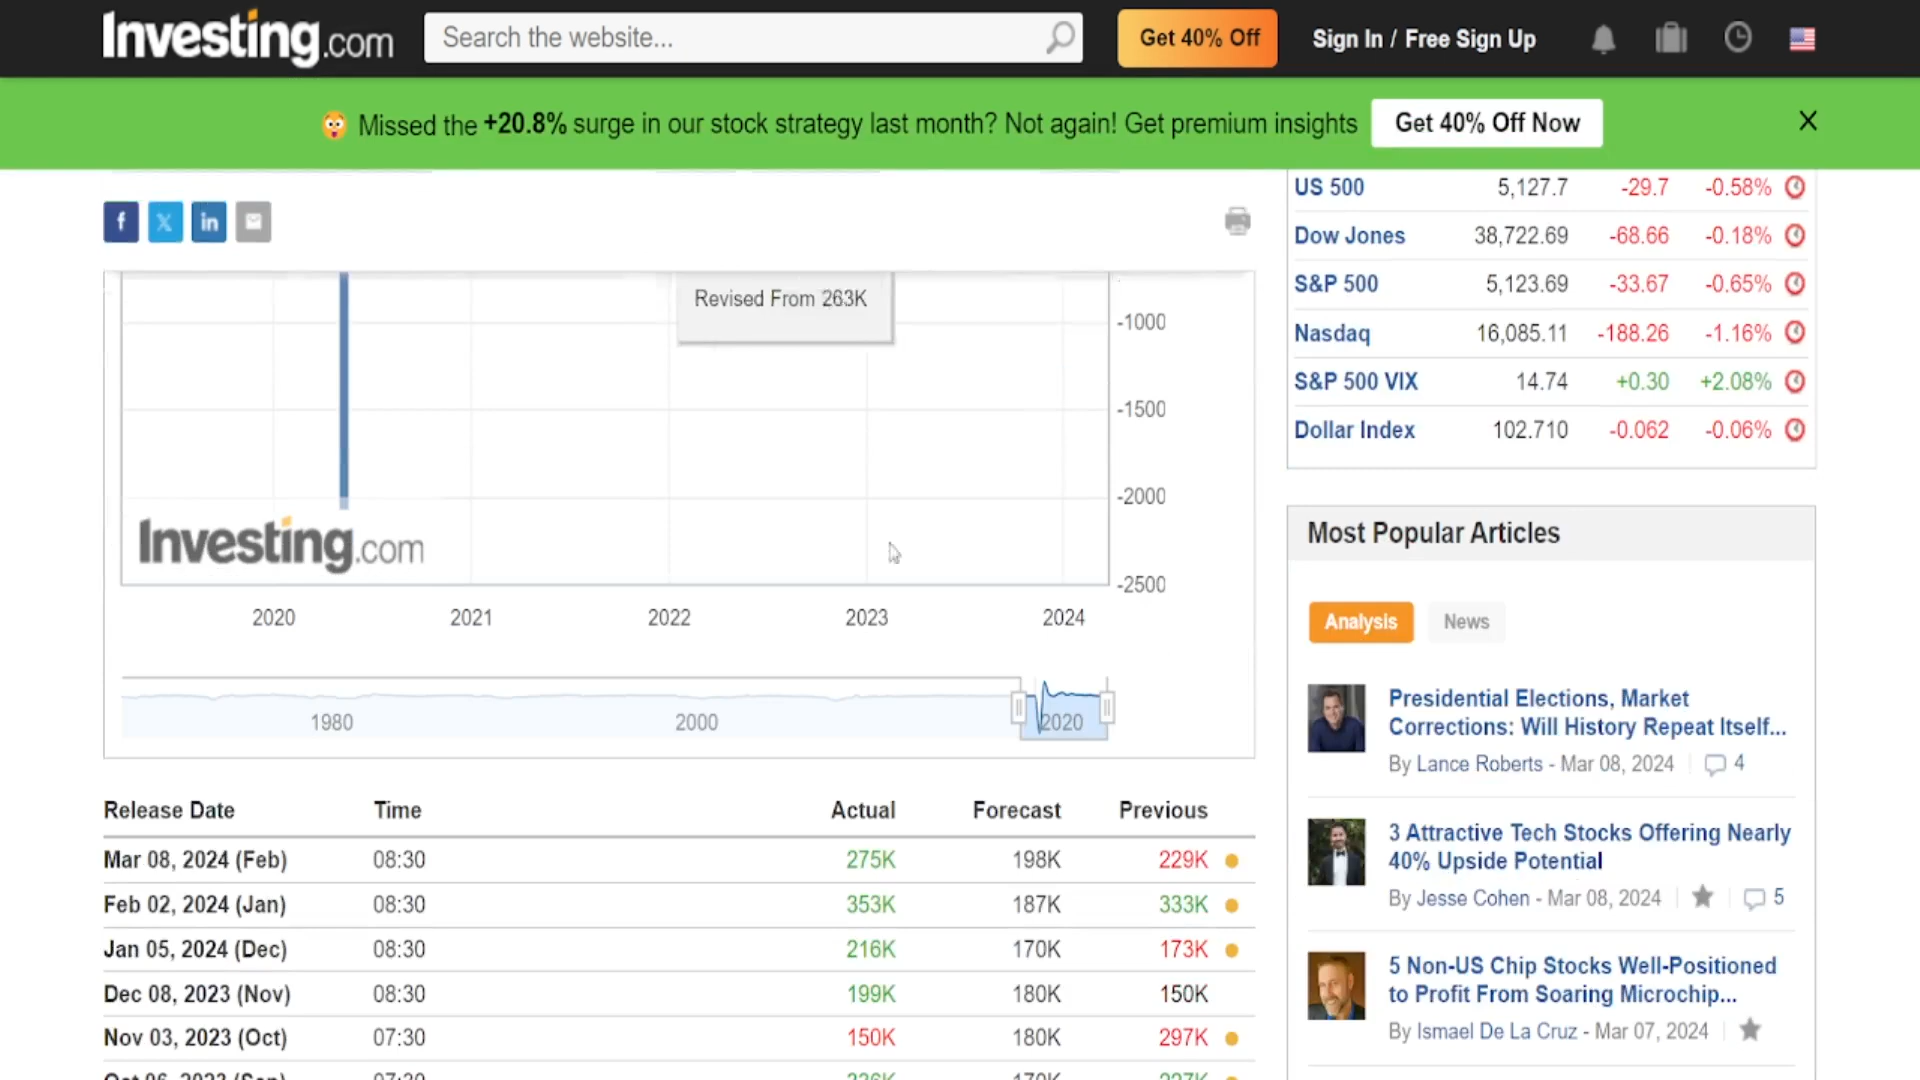 Investing.com
Search the website...
Get 40% Off
Sign In / Free Sign Up
Missed the +20.8% surge in our stock strategy last month? Not again! Get premium insights
Get 40% Off Now
X
f
X
in
Revised From 263K
-1000
-1500
-2000
-2500
Investing.com
2020 2021 2022 2023 2024
1980 2000 2020
Release Date Time Actual Forecast Previous
Mar 08, 2024 (Feb) 08:30 275K 198K 229K
Feb 02, 2024 (Jan) 08:30 353K 187K 333K
Jan 05, 2024 (Dec) 08:30 216K 170K 173K
Dec 08, 2023 (Nov) 08:30 199K 180K 150K
Nov 03, 2023 (Oct) 07:30 150K 180K 297K
US 500 5,127.7 -29.7 -0.58%
Dow Jones 38,722.69 -68.66 -0.18%
S&P 500 5,123.69 -33.67 -0.65%
Nasdaq 16,085.11 -188.26 -1.16%
S&P 500 VIX 14.74 +0.30 +2.08%
Dollar Index 102.710 -0.062 -0.06%
Most Popular Articles
Analysis News
Presidential Elections, Market
Corrections: Will History Repeat Itself...
By Lance Roberts - Mar 08, 2024 4
3 Attractive Tech Stocks Offering Nearly
40% Upside Potential
By Jesse Cohen - Mar 08, 2024 5
5 Non-US Chip Stocks Well-Positioned
to Profit From Soaring Microchip...
By Ismael De La Cruz - Mar 07, 2024